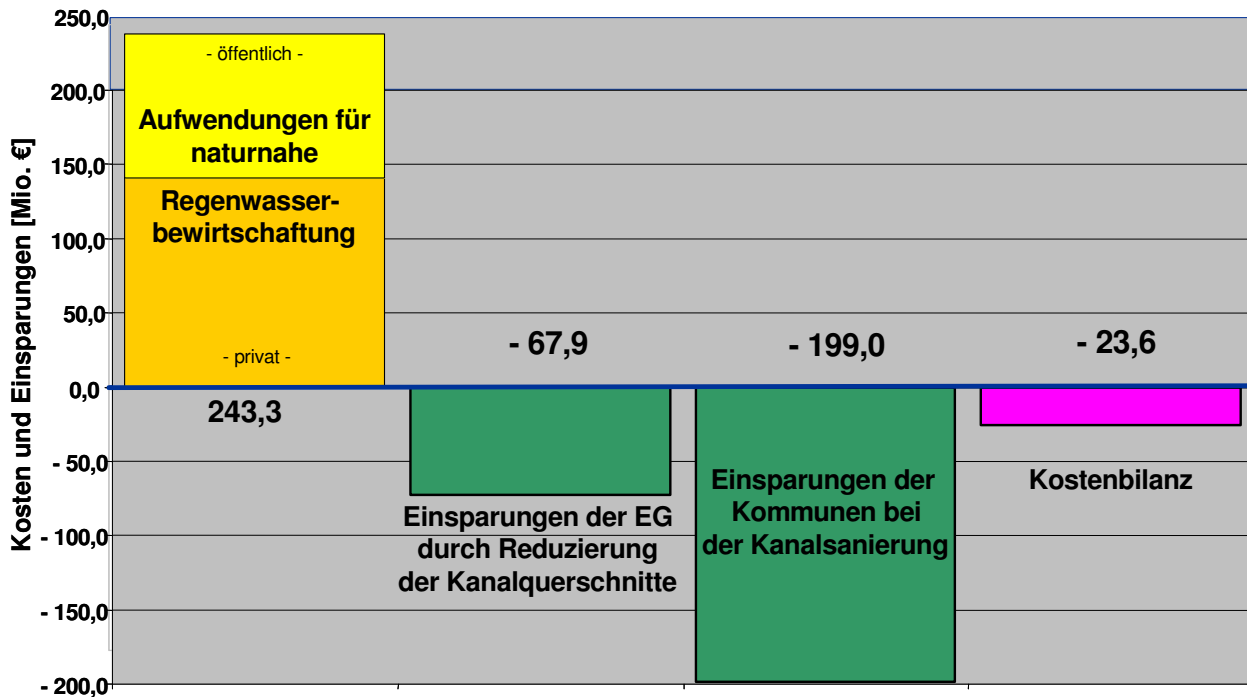 Kosten und Einsparungen [Mio. €]
250,0
200,0
150,0
100,0
50,0
0,0
- 50,0
- 100,0
- 150,0
- 200,0
- öffentlich -
Aufwendungen für
naturnahe
Regenwasser-
bewirtschaftung
- privat -
243,3
- 67,9
Einsparungen der EG
durch Reduzierung
der Kanalquerschnitte
- 199,0
Einsparungen der
Kommunen bei
der Kanalsanierung
- 23,6
Kostenbilanz